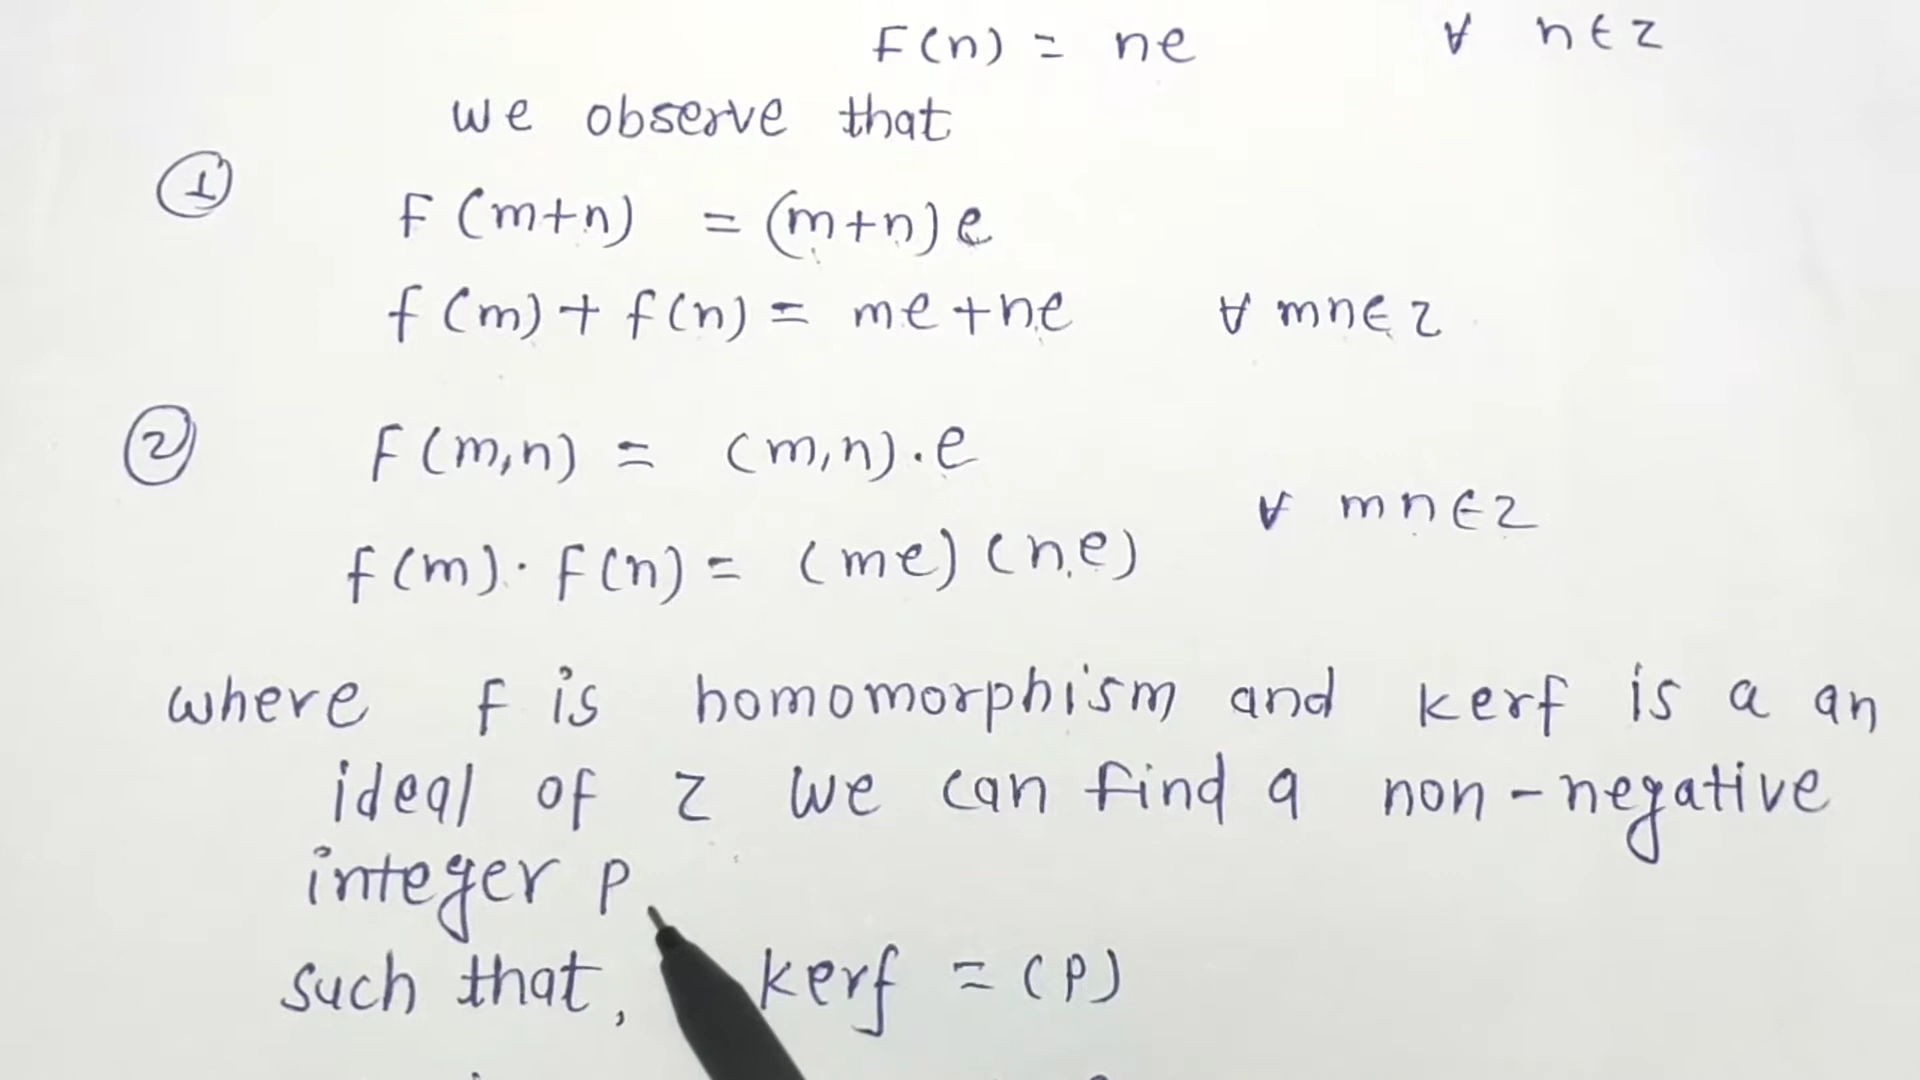 F(n) = ne ∀ n∈z
we observe that
① F(m+n) = (m+n)e
f(m)+f(n) = me+ne ∀ mn∈z
② F(m,n) = (m,n).e
∀ mn∈z
f(m).F(n) = (me)(n.e)
where F is homomorphism and kerf is a an
ideal of z we can find a non-negative
integer p
such that, kerf = (p)